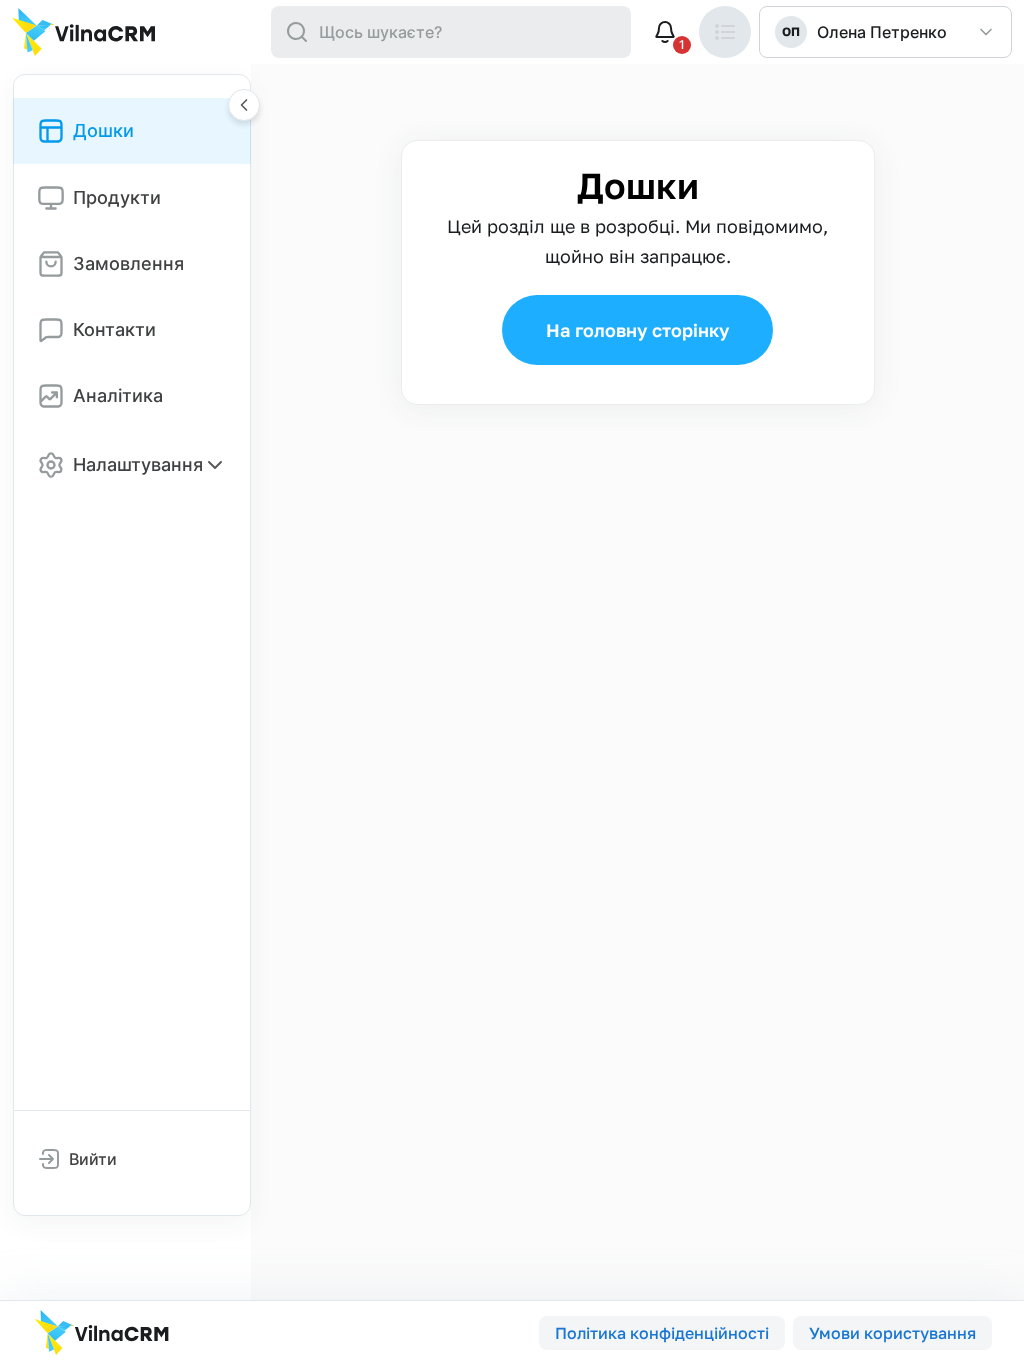 VilnaCRM
Щось шукаєте?
1
ОП
Олена Петренко
Дошки
Продукти
Замовлення
Контакти
Аналітика
Налаштування
Вийти
Дошки
Цей розділ ще в розробці. Ми повідомимо,
щойно він запрацює.
На головну сторінку
VilnaCRM
Політика конфіденційності
Умови користування